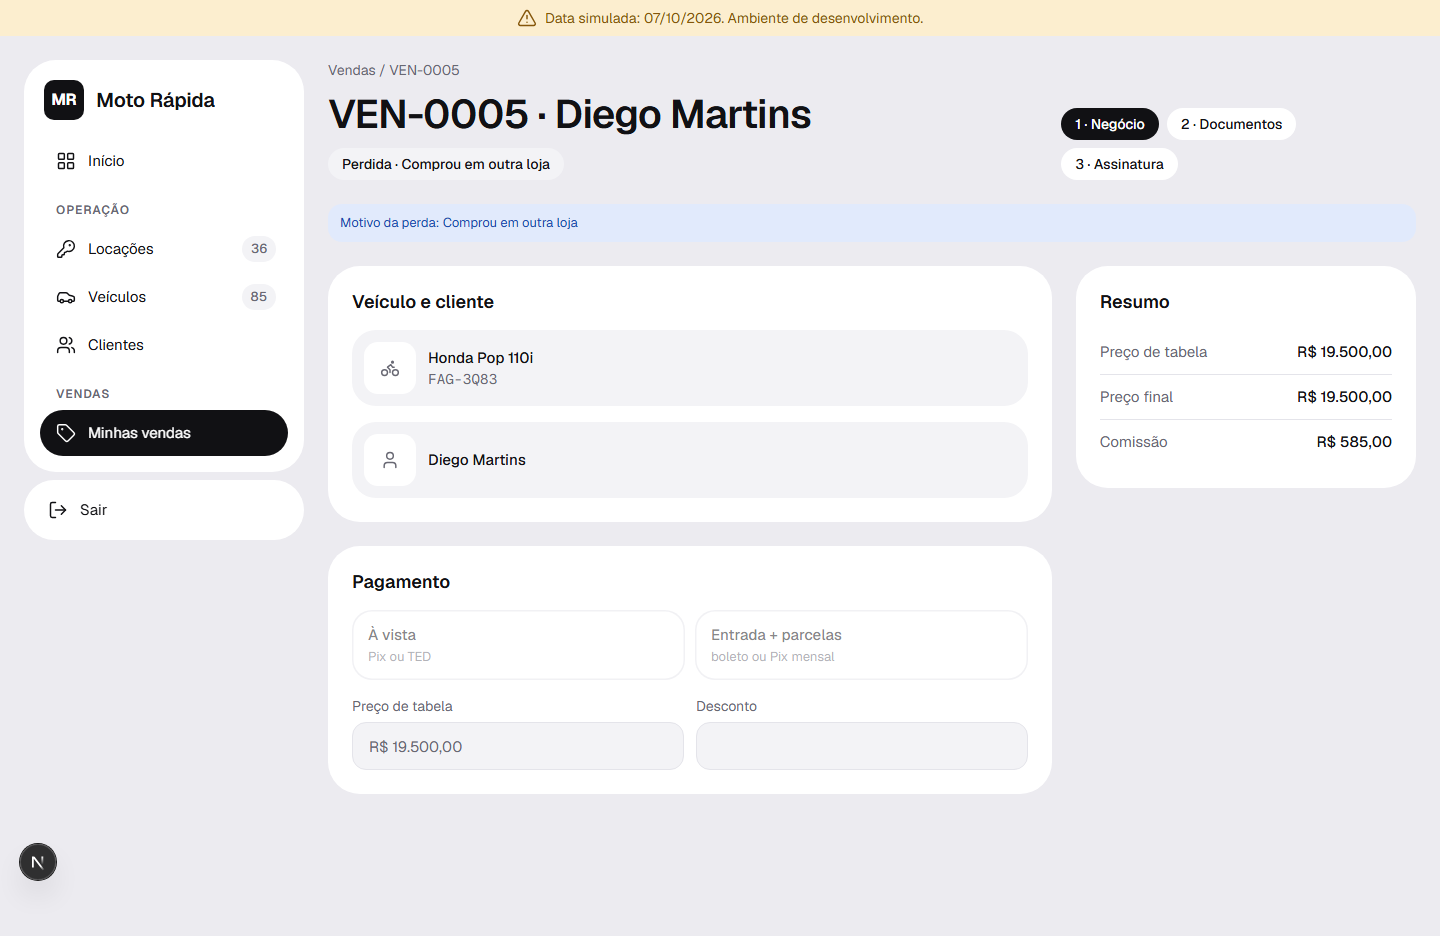 Data simulada: 07/10/2026. Ambiente de desenvolvimento.
MR
Moto Rápida
Início
OPERAÇÃO
Locações
36
Veículos
85
Clientes
VENDAS
Minhas vendas
Sair
Vendas / VEN-0005
VEN-0005 · Diego Martins
Perdida · Comprou em outra loja
1 · Negócio
2 · Documentos
3 · Assinatura
Motivo da perda: Comprou em outra loja
Veículo e cliente
Honda Pop 110i
FAG-3Q83
Diego Martins
Pagamento
À vista
Pix ou TED
Entrada + parcelas
boleto ou Pix mensal
Preço de tabela
R$ 19.500,00
Desconto
Resumo
Preço de tabela
R$ 19.500,00
Preço final
R$ 19.500,00
Comissão
R$ 585,00
N